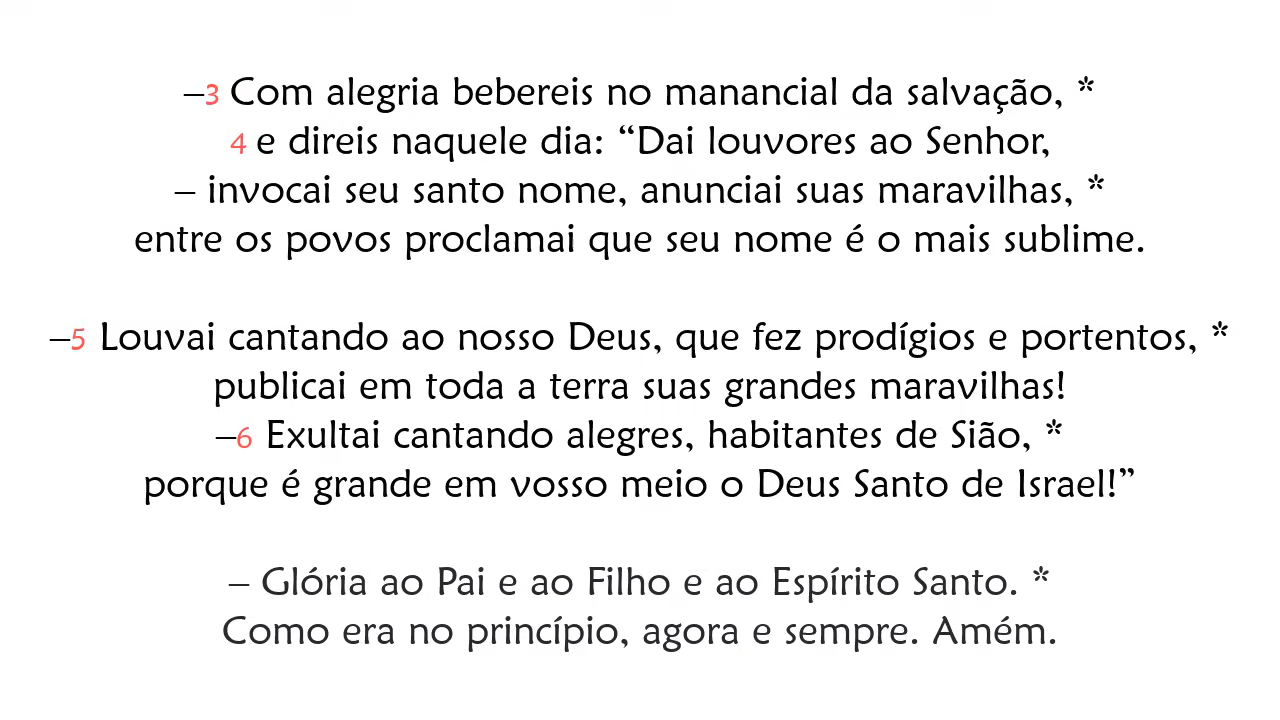 –3 Com alegria bebereis no manancial da salvação, *
4 e direis naquele dia: “Dai louvores ao Senhor,
– invocai seu santo nome, anunciai suas maravilhas, *
entre os povos proclamai que seu nome é o mais sublime.
–5 Louvai cantando ao nosso Deus, que fez prodígios e portentos, *
publicai em toda a terra suas grandes maravilhas!
–6 Exultai cantando alegres, habitantes de Sião, *
porque é grande em vosso meio o Deus Santo de Israel!”
– Glória ao Pai e ao Filho e ao Espírito Santo. *
Como era no princípio, agora e sempre. Amém.